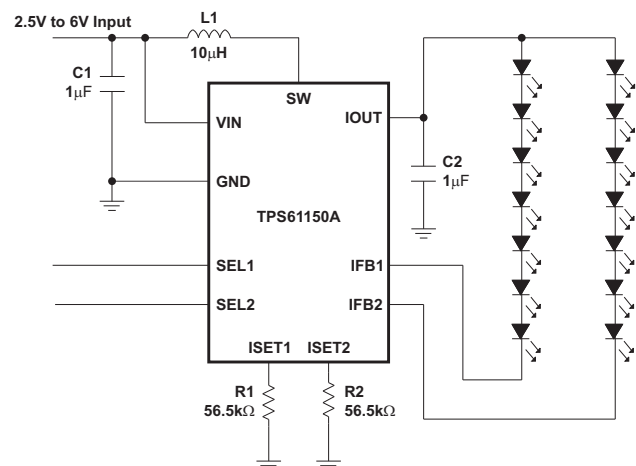 2.5V to 6V Input
L1
10μH
C1
1μF
SW
VIN
IOUT
C2
1μF
GND
TPS61150A
SEL1
IFB1
SEL2
IFB2
ISET1
ISET2
R1
56.5kΩ
R2
56.5kΩ